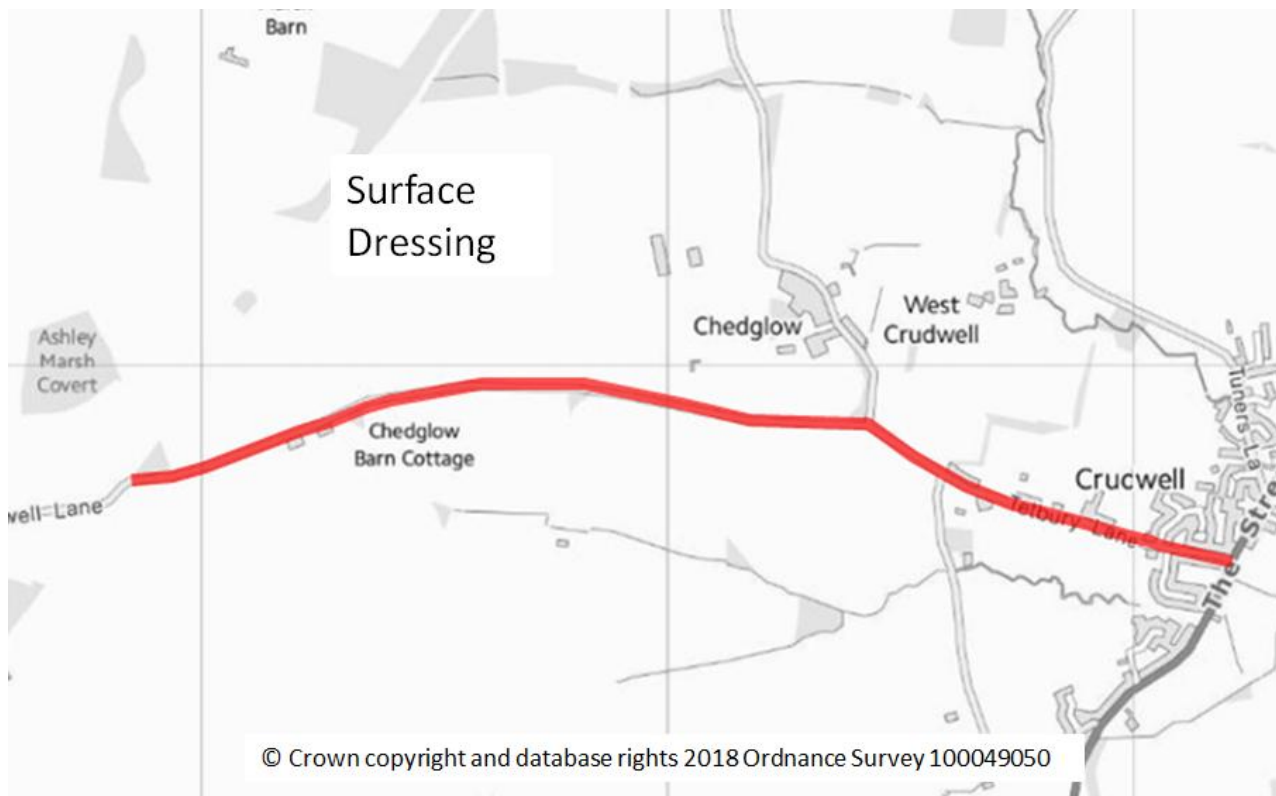 Barn
Surface
Dressing
West
Crudwell
Chedglow
Ashley
Marsh
Covert
Tuners La
Chedglow
Barn Cottage
Crucwell
well Lane
Tetbury Lane
The Stre
© Crown copyright and database rights 2018 Ordnance Survey 100049050